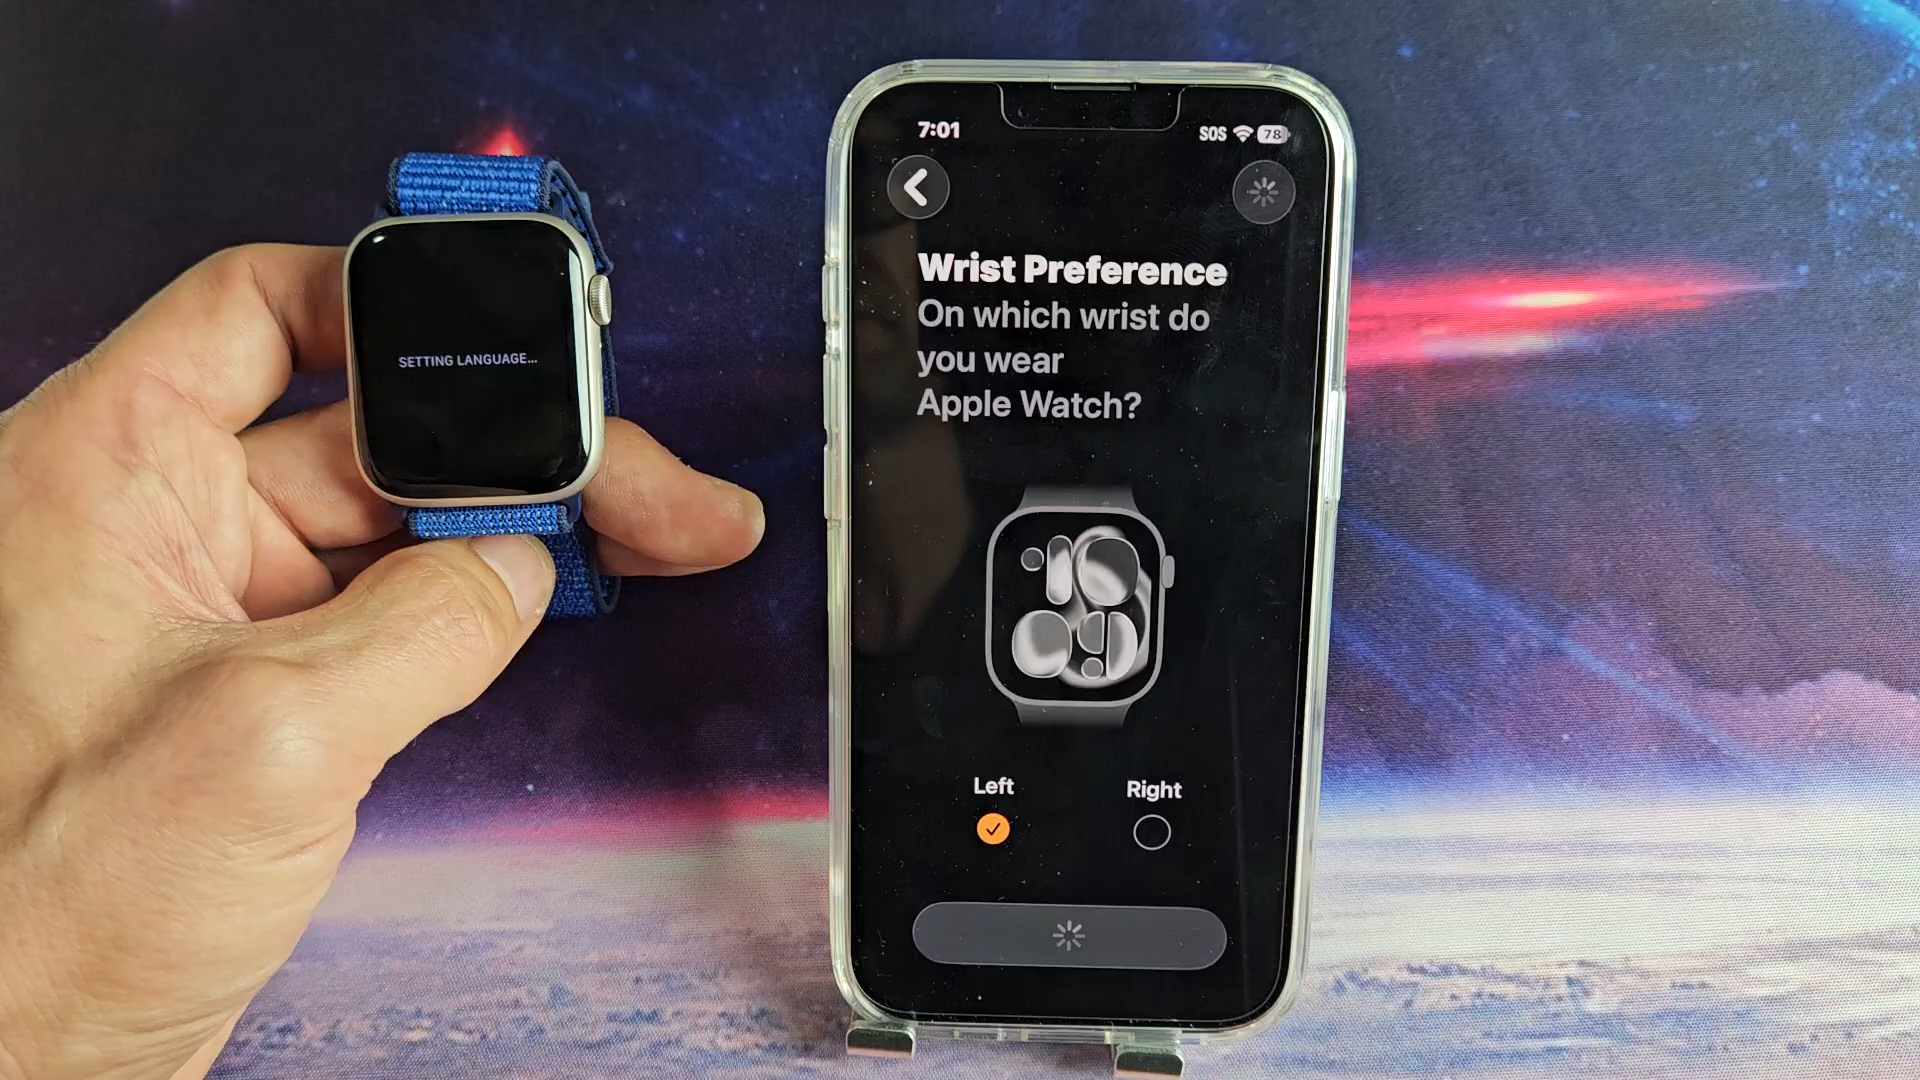 SETTING LANGUAGE...
7:01
SOS 78
Wrist Preference
On which wrist do
you wear
Apple Watch?
Left
Right